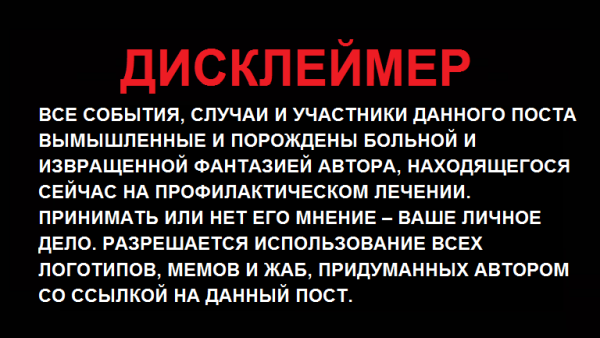 ДИСКЛЕЙМЕР
ВСЕ СОБЫТИЯ, СЛУЧАИ И УЧАСТНИКИ ДАННОГО ПОСТА
ВЫМЫШЛЕННЫЕ И ПОРОЖДЕНЫ БОЛЬНОЙ И
ИЗВРАЩЕННОЙ ФАНТАЗИЕЙ АВТОРА, НАХОДЯЩЕГОСЯ
СЕЙЧАС НА ПРОФИЛАКТИЧЕСКОМ ЛЕЧЕНИИ.
ПРИНИМАТЬ ИЛИ НЕТ ЕГО МНЕНИЕ – ВАШЕ ЛИЧНОЕ
ДЕЛО. РАЗРЕШАЕТСЯ ИСПОЛЬЗОВАНИЕ ВСЕХ
ЛОГОТИПОВ, МЕМОВ И ЖАБ, ПРИДУМАННЫХ АВТОРОМ
СО ССЫЛКОЙ НА ДАННЫЙ ПОСТ.